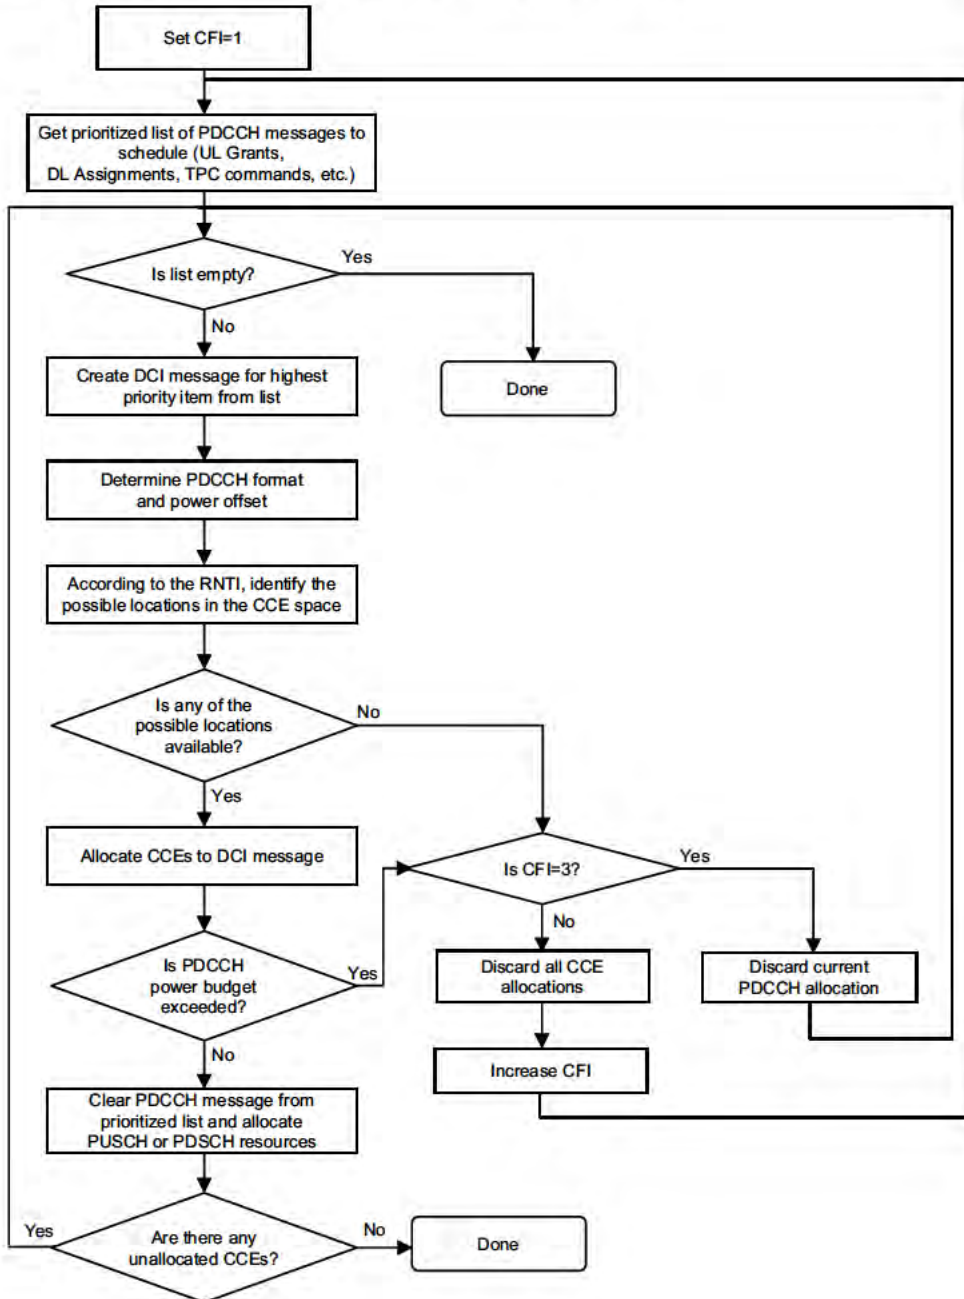 Set CFI=1
Get prioritized list of PDCCH messages to
schedule (UL Grants,
DL Assignments, TPC commands, etc.)
Is list empty?
Yes
No
Create DCI message for highest
priority item from list
Done
Determine PDCCH format
and power offset
According to the RNTI, identify the
possible locations in the CCE space
Is any of the
possible locations
available?
No
Yes
Allocate CCEs to DCI message
Is CFI=3?
Yes
No
Is PDCCH
power budget
exceeded?
Yes
Discard all CCE
allocations
Discard current
PDCCH allocation
No
Increase CFI
Clear PDCCH message from
prioritized list and allocate
PUSCH or PDSCH resources
Yes
Are there any
unallocated CCEs?
No
Done